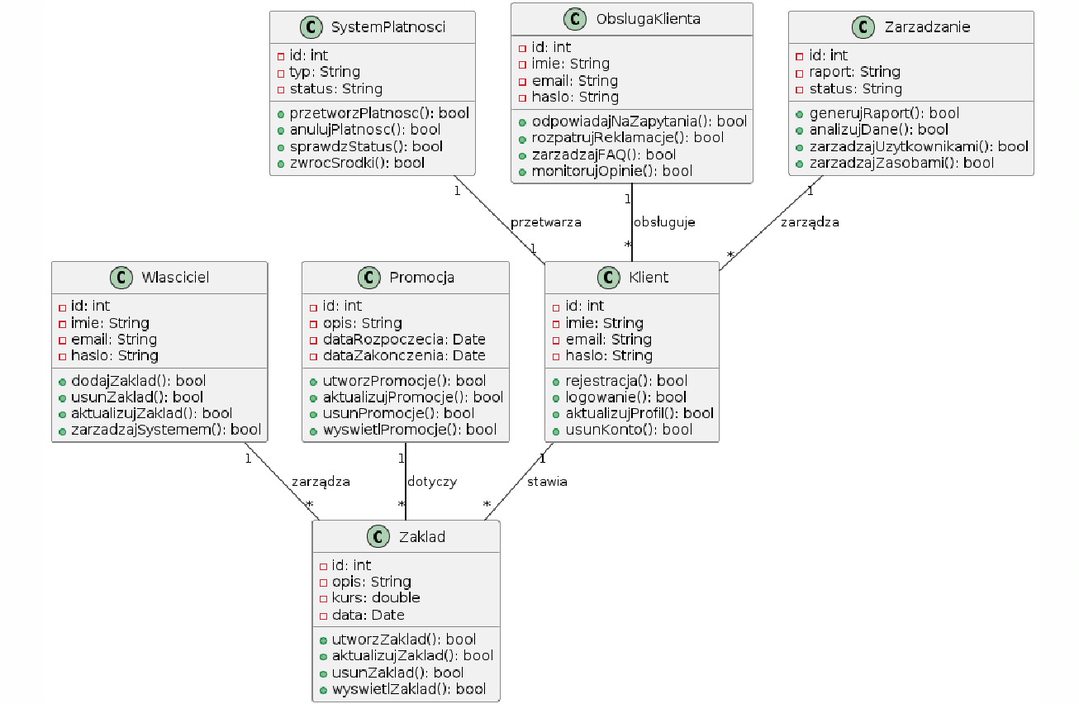 C SystemPlatnosci
id: int
typ: String
status: String
przetworzPlatnosc(): bool
anulujPlatnosc(): bool
sprawdzStatus(): bool
zwrocSrodki(): bool
C ObslugaKlienta
id: int
imie: String
email: String
haslo: String
odpowiadajNaZapytania(): bool
rozpatrujReklamacje(): bool
zarzadzajFAQ(): bool
monitorujOpinie(): bool
C Zarzadzanie
id: int
raport: String
status: String
generujRaport(): bool
analizujDane(): bool
zarzadzajUzytkownikami(): bool
zarzadzajZasobami(): bool
1
przetwarza
1
1
obsługuje
*
1
zarządza
*
C Wlasciciel
id: int
imie: String
email: String
haslo: String
dodajZaklad(): bool
usunZaklad(): bool
aktualizujZaklad(): bool
zarzadzajSystemem(): bool
C Promocja
id: int
opis: String
dataRozpoczecia: Date
dataZakonczenia: Date
utworzPromocje(): bool
aktualizujPromocje(): bool
usunPromocje(): bool
wyswietlPromocje(): bool
C Klient
id: int
imie: String
email: String
haslo: String
rejestracja(): bool
logowanie(): bool
aktualizujProfil(): bool
usunKonto(): bool
1
zarządza
*
1
dotyczy
*
1
stawia
*
C Zaklad
id: int
opis: String
kurs: double
data: Date
utworzZaklad(): bool
aktualizujZaklad(): bool
usunZaklad(): bool
wyswietlZaklad(): bool